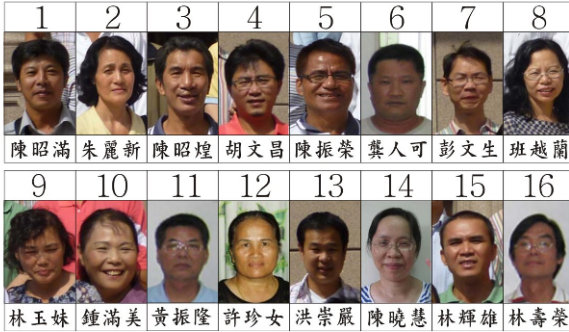 1 2 3 4 5 6 7 8
陳昭滿 朱麗新 陳昭煌 胡文昌 陳振榮 龔人可 彭文生 班越蘭
9 10 11 12 13 14 15 16
林玉妹 鍾滿美 黃振隆 許珍女 洪崇嚴 陳曉慧 林輝雄 林壽榮